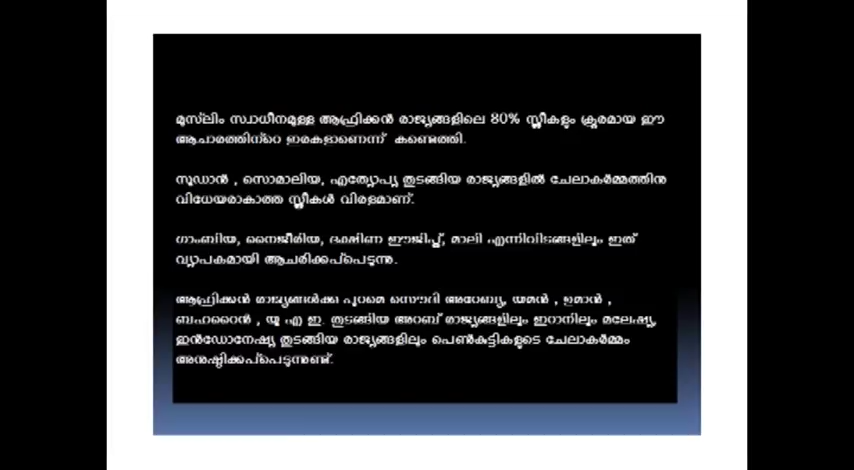 മുസ്ലിം സ്വാധീനമുള്ള ആഫ്രിക്കൻ രാജ്യങ്ങളിലെ 80% സ്ത്രീകളും ക്രൂരമായ ഈ
ആചാരത്തിന്റെ ഇരകളാണെന്ന് കണ്ടെത്തി.
സുഡാൻ , സൊമാലിയ, എത്യോപ്യ തുടങ്ങിയ രാജ്യങ്ങളിൽ ചേലാകർമ്മത്തിനു
വിധേയരാകാത്ത സ്ത്രീകൾ വിരളമാണ്.
ഗാംബിയ, നൈജീരിയ, ദക്ഷിണ ഈജിപ്ത്, മാലി എന്നിവിടങ്ങളിലും ഇത്
വ്യാപകമായി ആചരിക്കപ്പെടുന്നു.
ആഫ്രിക്കൻ രാജ്യങ്ങൾക്കു പുറമെ സൌദി അറേബ്യ, യമൻ , ഉമാൻ ,
ബഹറൈൻ , യൂ എ ഇ. തുടങ്ങിയ അറബ് രാജ്യങ്ങളിലും ഇറാനിലും മലേഷ്യ,
ഇൻഡോനേഷ്യ തുടങ്ങിയ രാജ്യങ്ങളിലും പെൺകുട്ടികളുടെ ചേലാകർമ്മം
അനുഷ്ഠിക്കപ്പെടുന്നുണ്ട്.